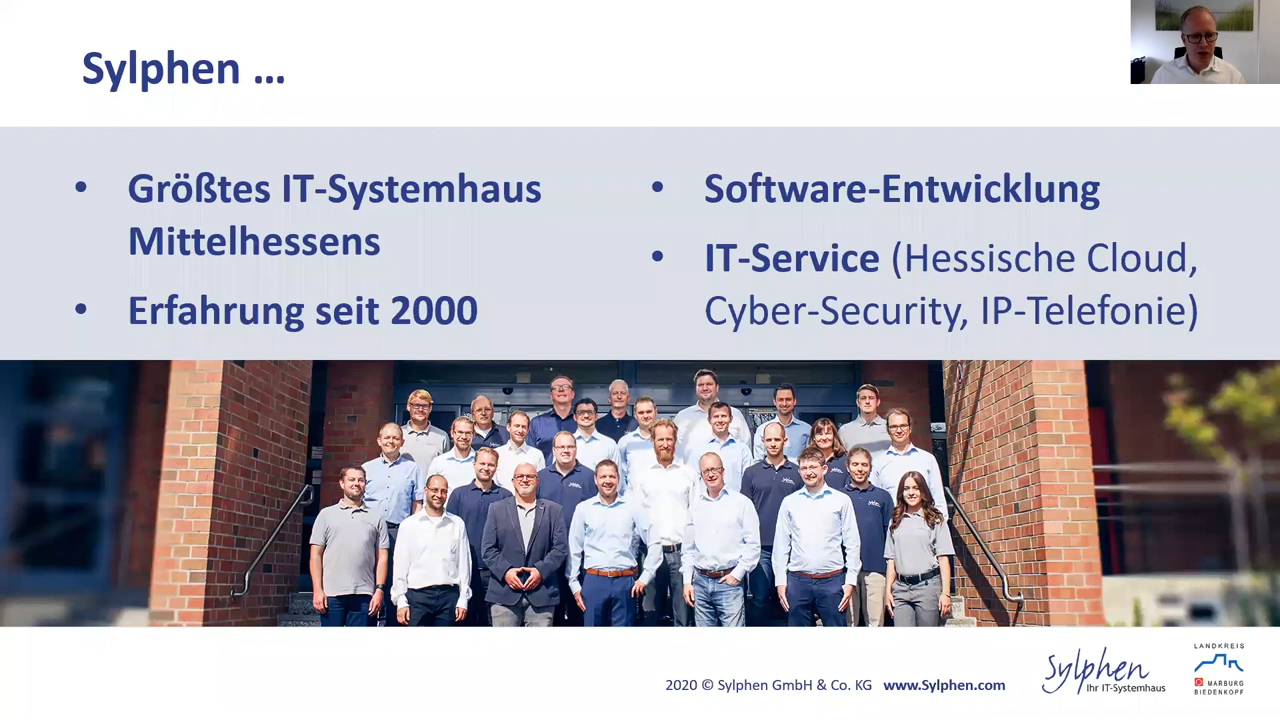 Sylphen ...
• Größtes IT-Systemhaus
Mittelhessens
• Erfahrung seit 2000
• Software-Entwicklung
• IT-Service (Hessische Cloud,
Cyber-Security, IP-Telefonie)
2020 © Sylphen GmbH & Co. KG www.Sylphen.com
Sylphen
Ihr IT-Systemhaus
LANDKREIS
MARBURG
BIEDENKOPF